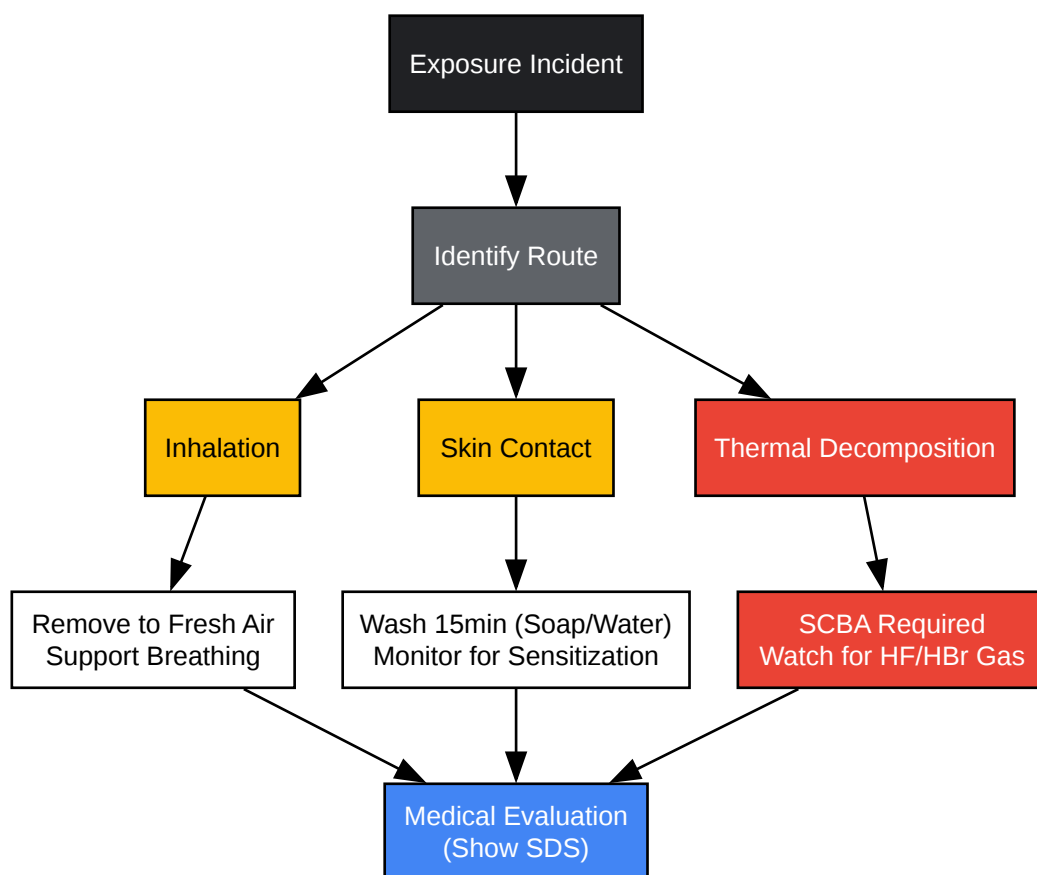 Exposure Incident
Identify Route
Inhalation
Skin Contact
Thermal Decomposition
Remove to Fresh Air
Support Breathing
Wash 15min (Soap/Water)
Monitor for Sensitization
SCBA Required
Watch for HF/HBr Gas
Medical Evaluation
(Show SDS)